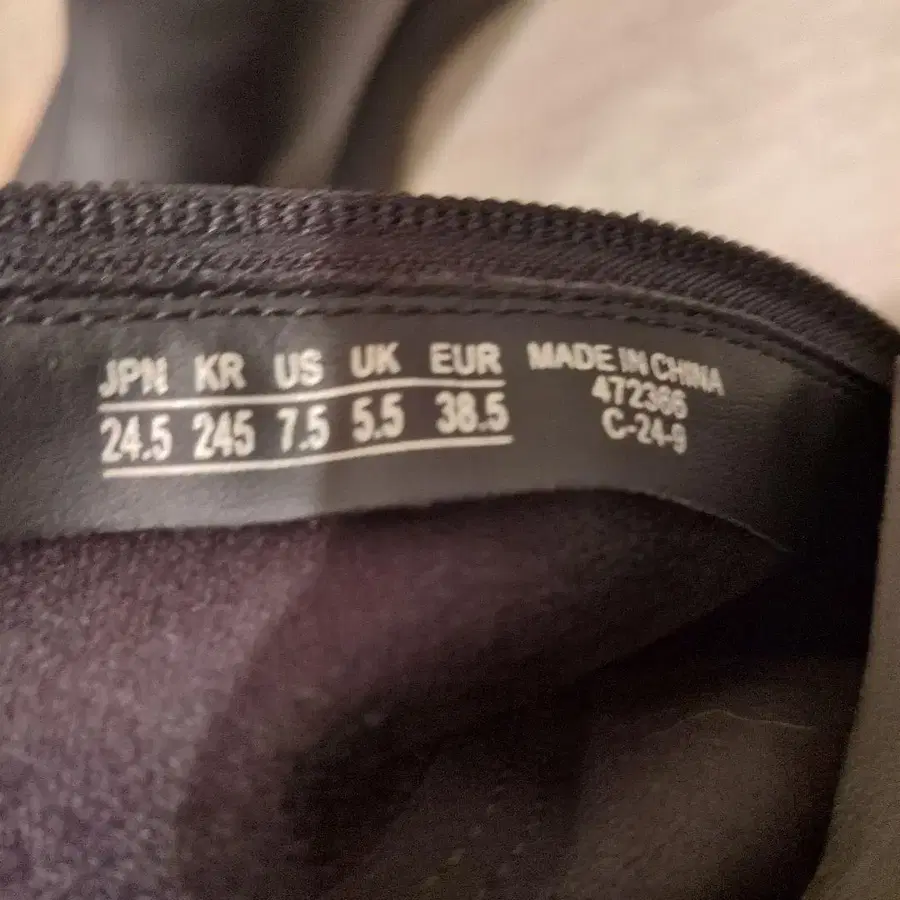 JPN KR US UK EUR
24.5 245 7.5 5.5 38.5
MADE IN CHINA
472366
C-24-9